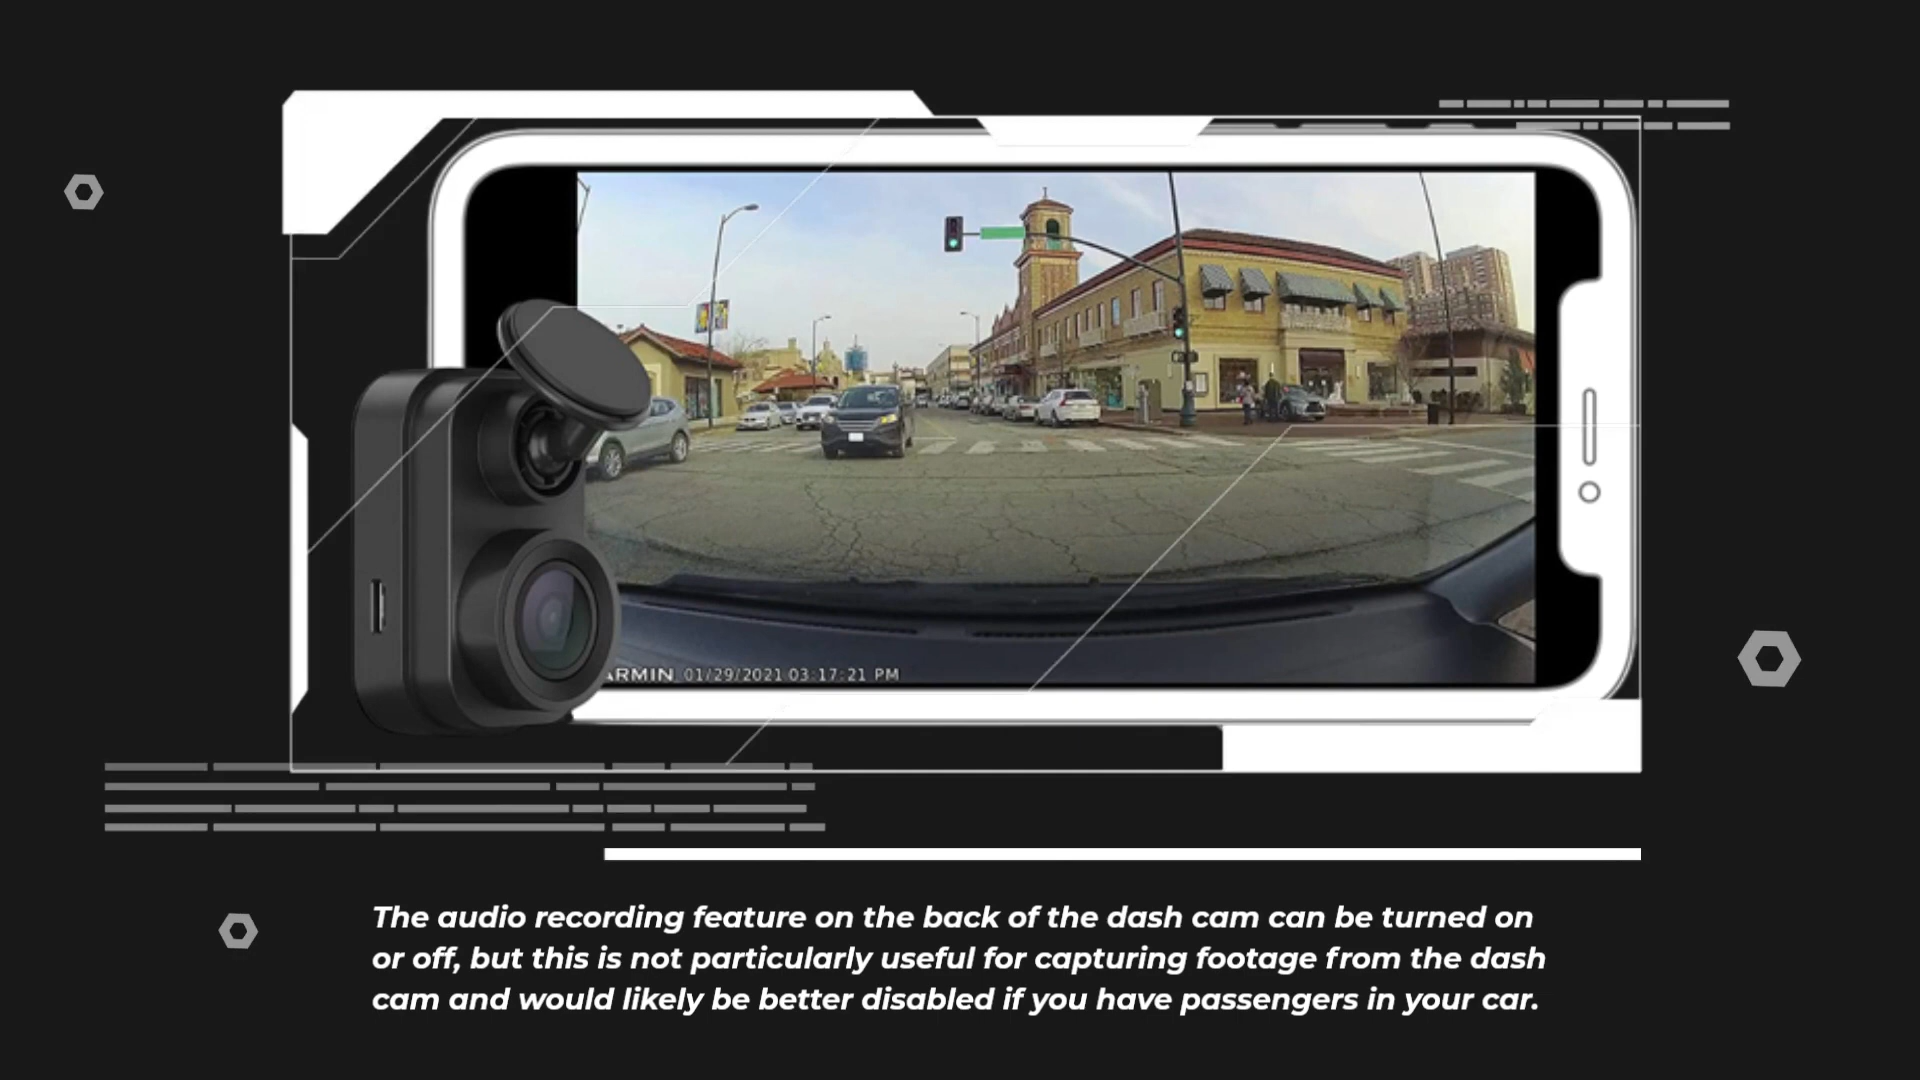 ARMIN 01/29/2021 03:17:21 PM
The audio recording feature on the back of the dash cam can be turned on
or off, but this is not particularly useful for capturing footage from the dash
cam and would likely be better disabled if you have passengers in your car.